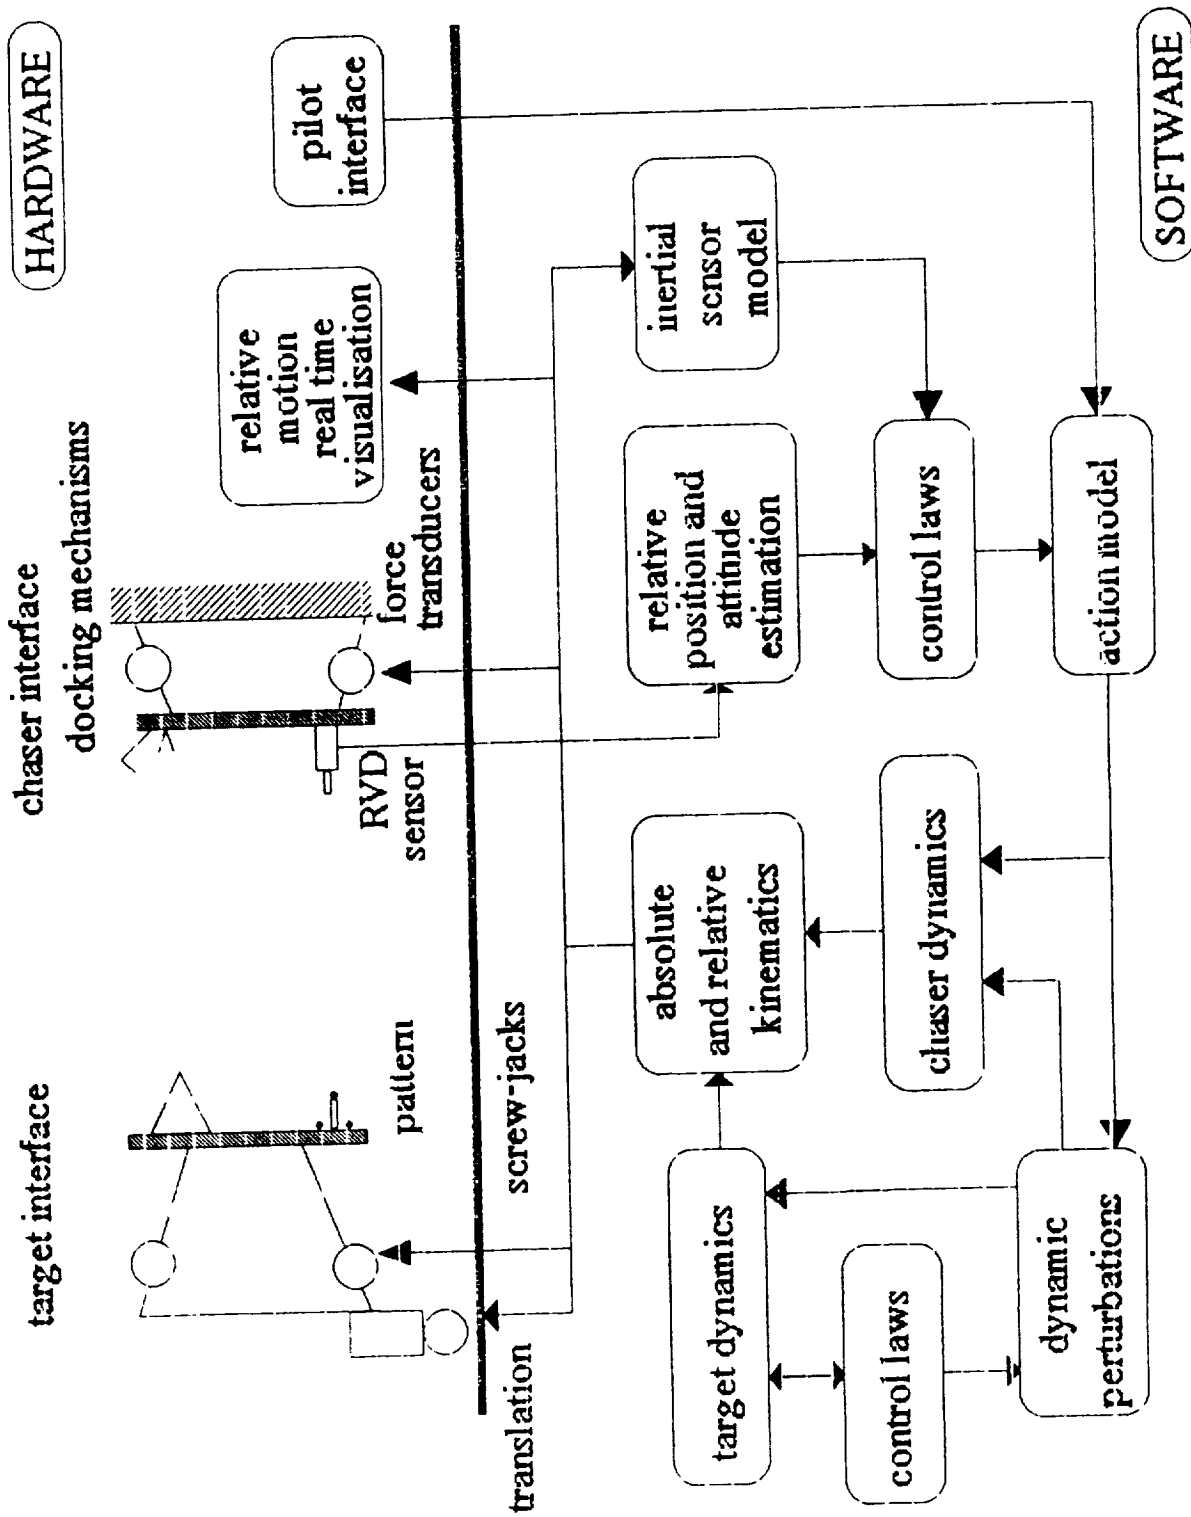 HARDWARE
target interface
chaser interface
docking mechanisms
relative
motion
real time
visualisation
pilot
interface
pattern
RVD
sensor
force
transducers
translation
screw-jacks
target dynamics
absolute
and relative
kinematics
relative
position and
attitude
estimation
inertial
scnsor
model
control laws
chaser dynamics
control laws
dynamic
perturbations
action model
SOFTWARE